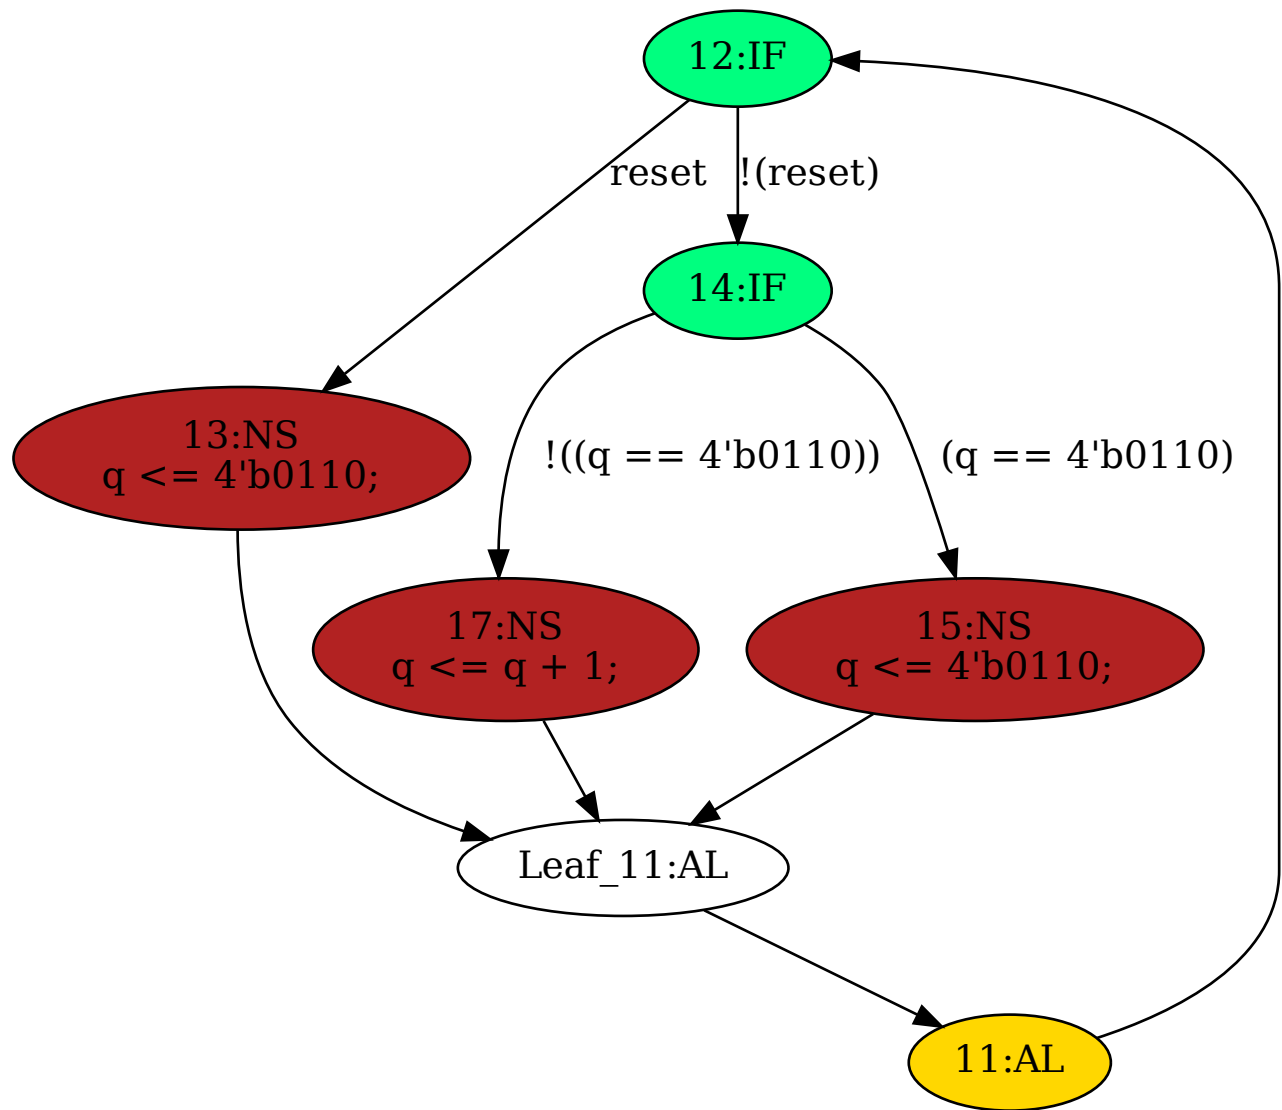 12:IF
reset
!(reset)
14:IF
13:NS
q <= 4'b0110;
!((q == 4'b0110))
(q == 4'b0110)
17:NS
q <= q + 1;
15:NS
q <= 4'b0110;
Leaf_11:AL
11:AL